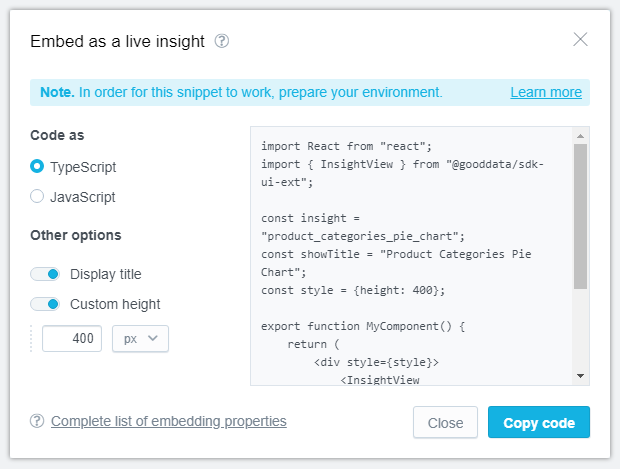 Embed as a live insight
Note. In order for this snippet to work, prepare your environment. Learn more
Code as
TypeScript
JavaScript
Other options
Display title
Custom height
400 px
import React from "react";
import { InsightView } from "@gooddata/sdk-
ui-ext";
const insight =
"product_categories_pie_chart";
const showTitle = "Product Categories Pie
Chart";
const style = {height: 400};
export function MyComponent() {
return (
<div style={style}>
<InsightView
Complete list of embedding properties
Close
Copy code